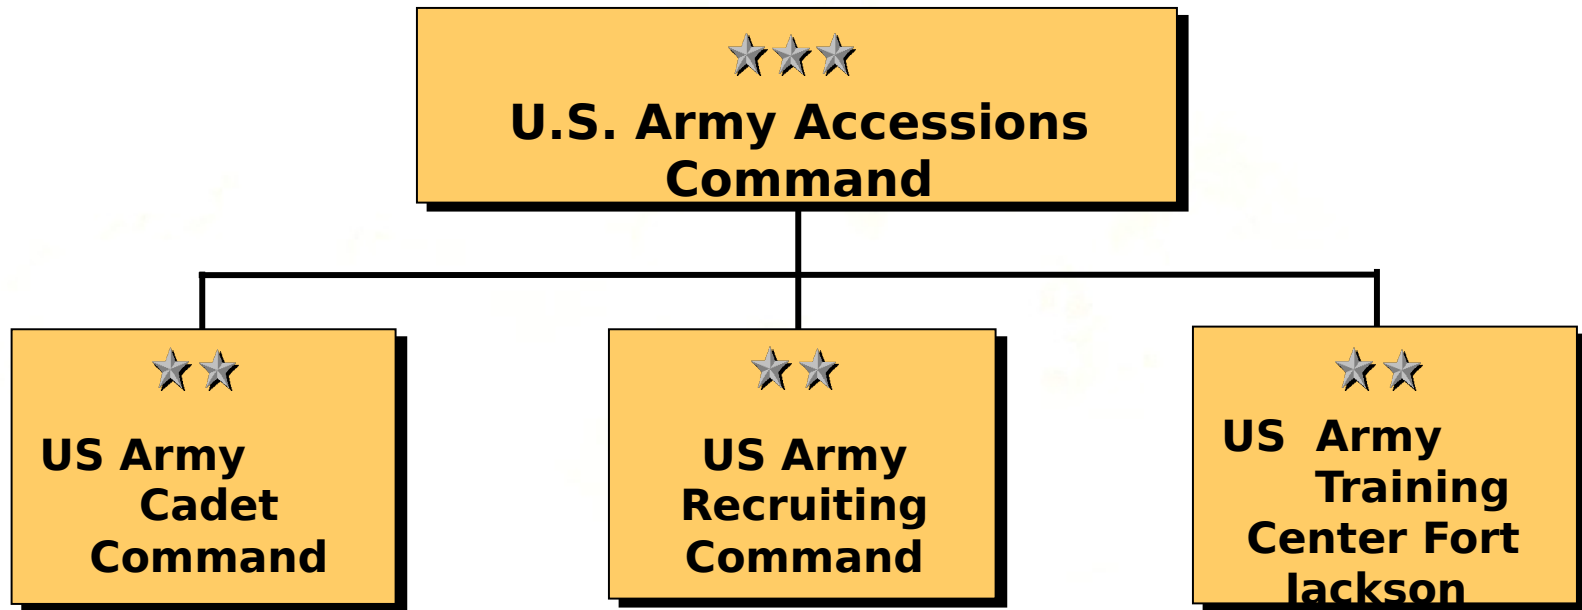 U.S. Army Accessions
Command
US Army
Cadet
Command
US Army
Recruiting
Command
US Army
Training
Center Fort
Jackson